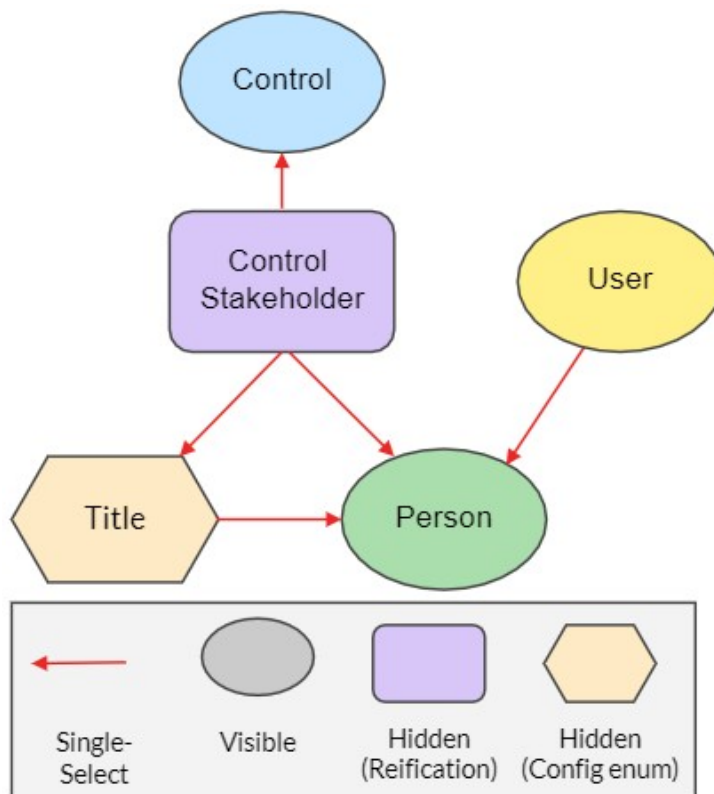 Control
Control
Stakeholder
User
Title
Person
Single-
Select
Visible
Hidden
(Reification)
Hidden
(Config enum)